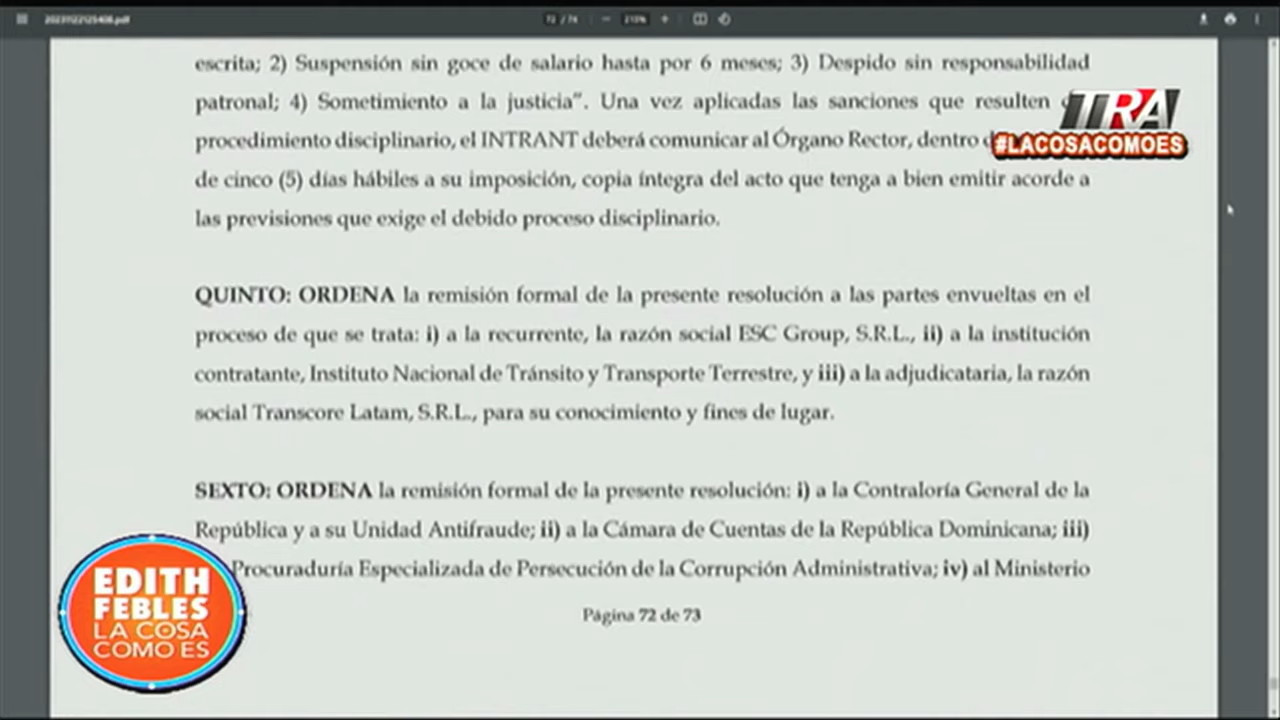 72 / 74
210%
escrita; 2) Suspensión sin goce de salario hasta por 6 meses; 3) Despido sin responsabilidad
patronal; 4) Sometimiento a la justicia”. Una vez aplicadas las sanciones que resulten
procedimiento disciplinario, el INTRANT deberá comunicar al Órgano Rector, dentro
de cinco (5) días hábiles a su imposición, copia íntegra del acto que tenga a bien emitir acorde a
las previsiones que exige el debido proceso disciplinario.
TRA
#LACOSACOMOES
QUINTO: ORDENA la remisión formal de la presente resolución a las partes envueltas en el
proceso de que se trata: i) a la recurrente, la razón social ESC Group, S.R.L., ii) a la institución
contratante, Instituto Nacional de Tránsito y Transporte Terrestre, y iii) a la adjudicataria, la razón
social Transcore Latam, S.R.L., para su conocimiento y fines de lugar.
SEXTO: ORDENA la remisión formal de la presente resolución: i) a la Contraloría General de la
República y a su Unidad Antifraude; ii) a la Cámara de Cuentas de la República Dominicana; iii)
Procuraduría Especializada de Persecución de la Corrupción Administrativa; iv) al Ministerio
Página 72 de 73
EDITH
FEBLES
LA COSA
COMO ES